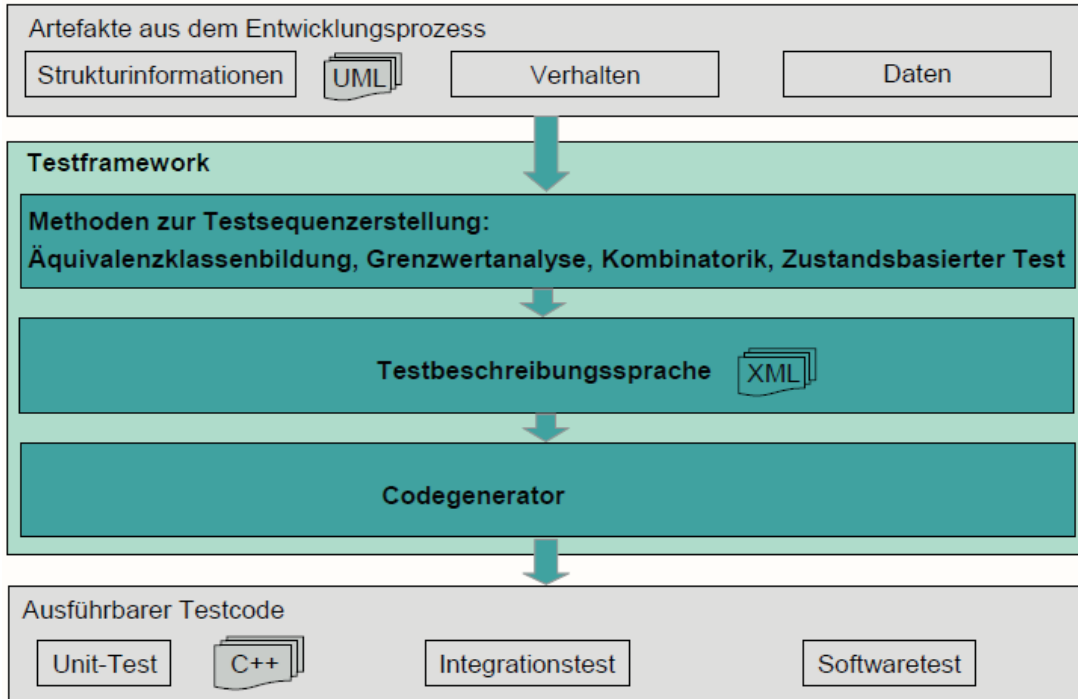 Artefakte aus dem Entwicklungsprozess
Strukturinformationen
UML
Verhalten
Daten
Testframework
Methoden zur Testsequenzerstellung:
Äquivalenzklassenbildung, Grenzwertanalyse, Kombinatorik, Zustandsbasierter Test
Testbeschreibungssprache
XML
Codegenerator
Ausführbarer Testcode
Unit-Test
C++
Integrationstest
Softwaretest